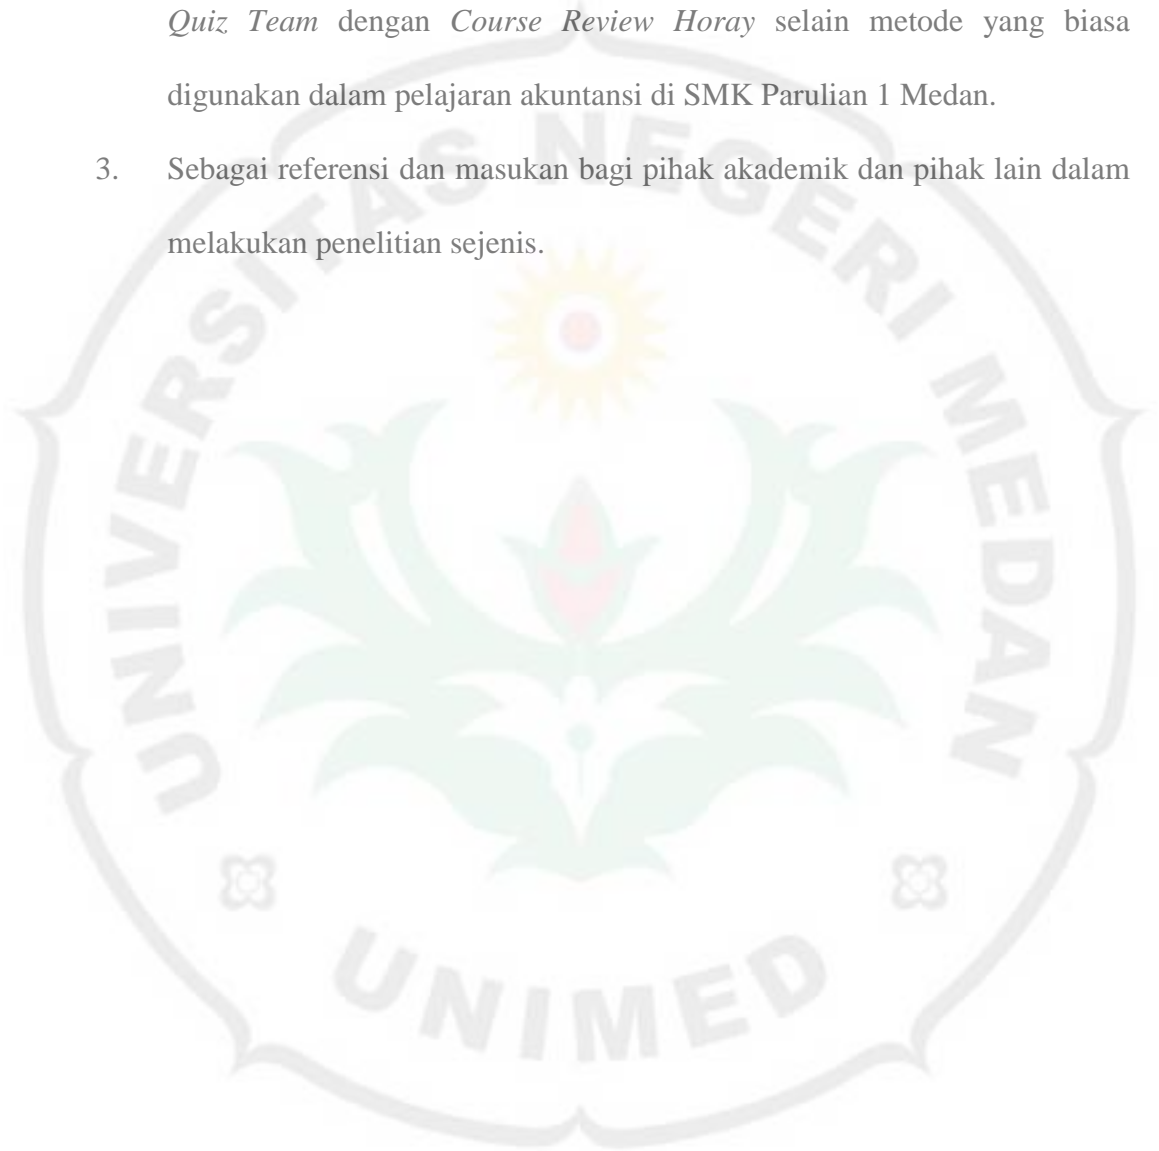 Quiz Team dengan Course Review Horay selain metode yang biasa
digunakan dalam pelajaran akuntansi di SMK Parulian 1 Medan.
3. Sebagai referensi dan masukan bagi pihak akademik dan pihak lain dalam
melakukan penelitian sejenis.
UNIVERSITAS NEGERI MEDAN
UNIMED